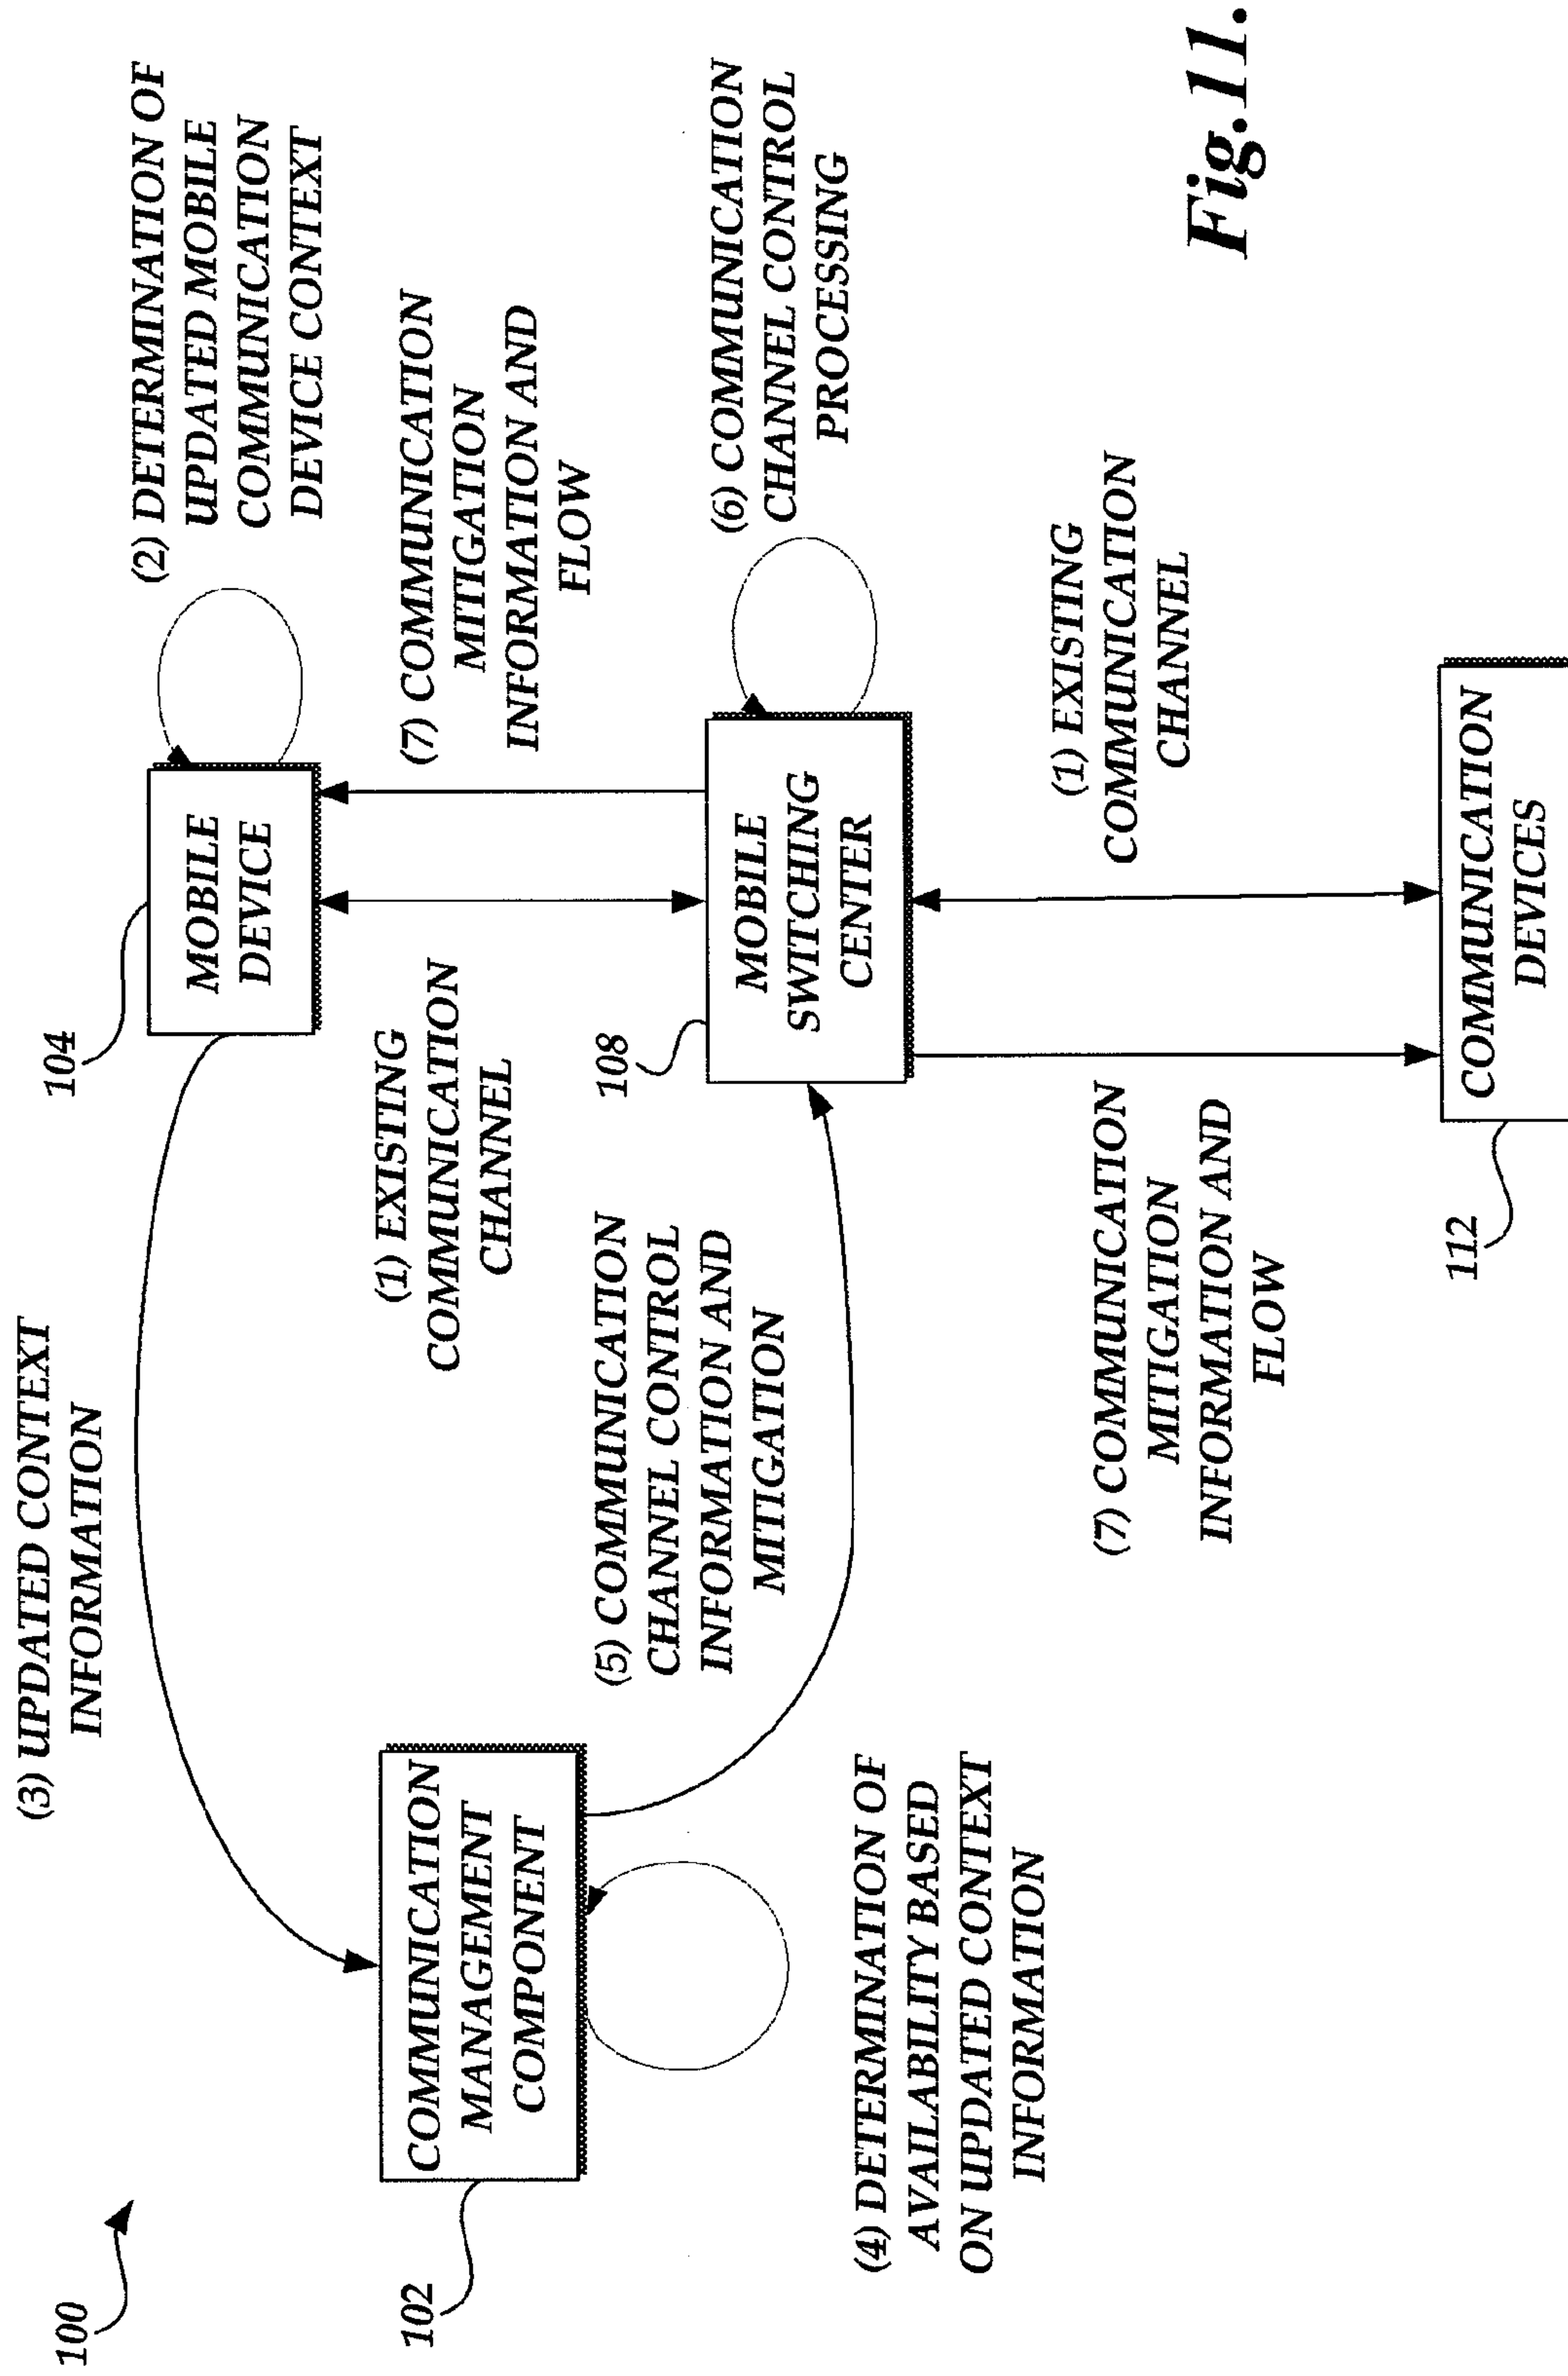 100
(3) UPDATED CONTEXT
INFORMATION
104
(2) DETERMINATION OF
UPDATED MOBILE
COMMUNICATION
DEVICE CONTEXT
MOBILE
DEVICE
102
COMMUNICATION
MANAGEMENT
COMPONENT
(1) EXISTING
COMMUNICATION
CHANNEL
(7) COMMUNICATION
MITIGATION
INFORMATION AND
FLOW
(5) COMMUNICATION
CHANNEL CONTROL
INFORMATION AND
MITIGATION
108
MOBILE
SWITCHING
CENTER
(6) COMMUNICATION
CHANNEL CONTROL
PROCESSING
(4) DETERMINATION OF
AVAILABILITY BASED
ON UPDATED CONTEXT
INFORMATION
(7) COMMUNICATION
MITIGATION
INFORMATION AND
FLOW
(1) EXISTING
COMMUNICATION
CHANNEL
112
COMMUNICATION
DEVICES
Fig.11.